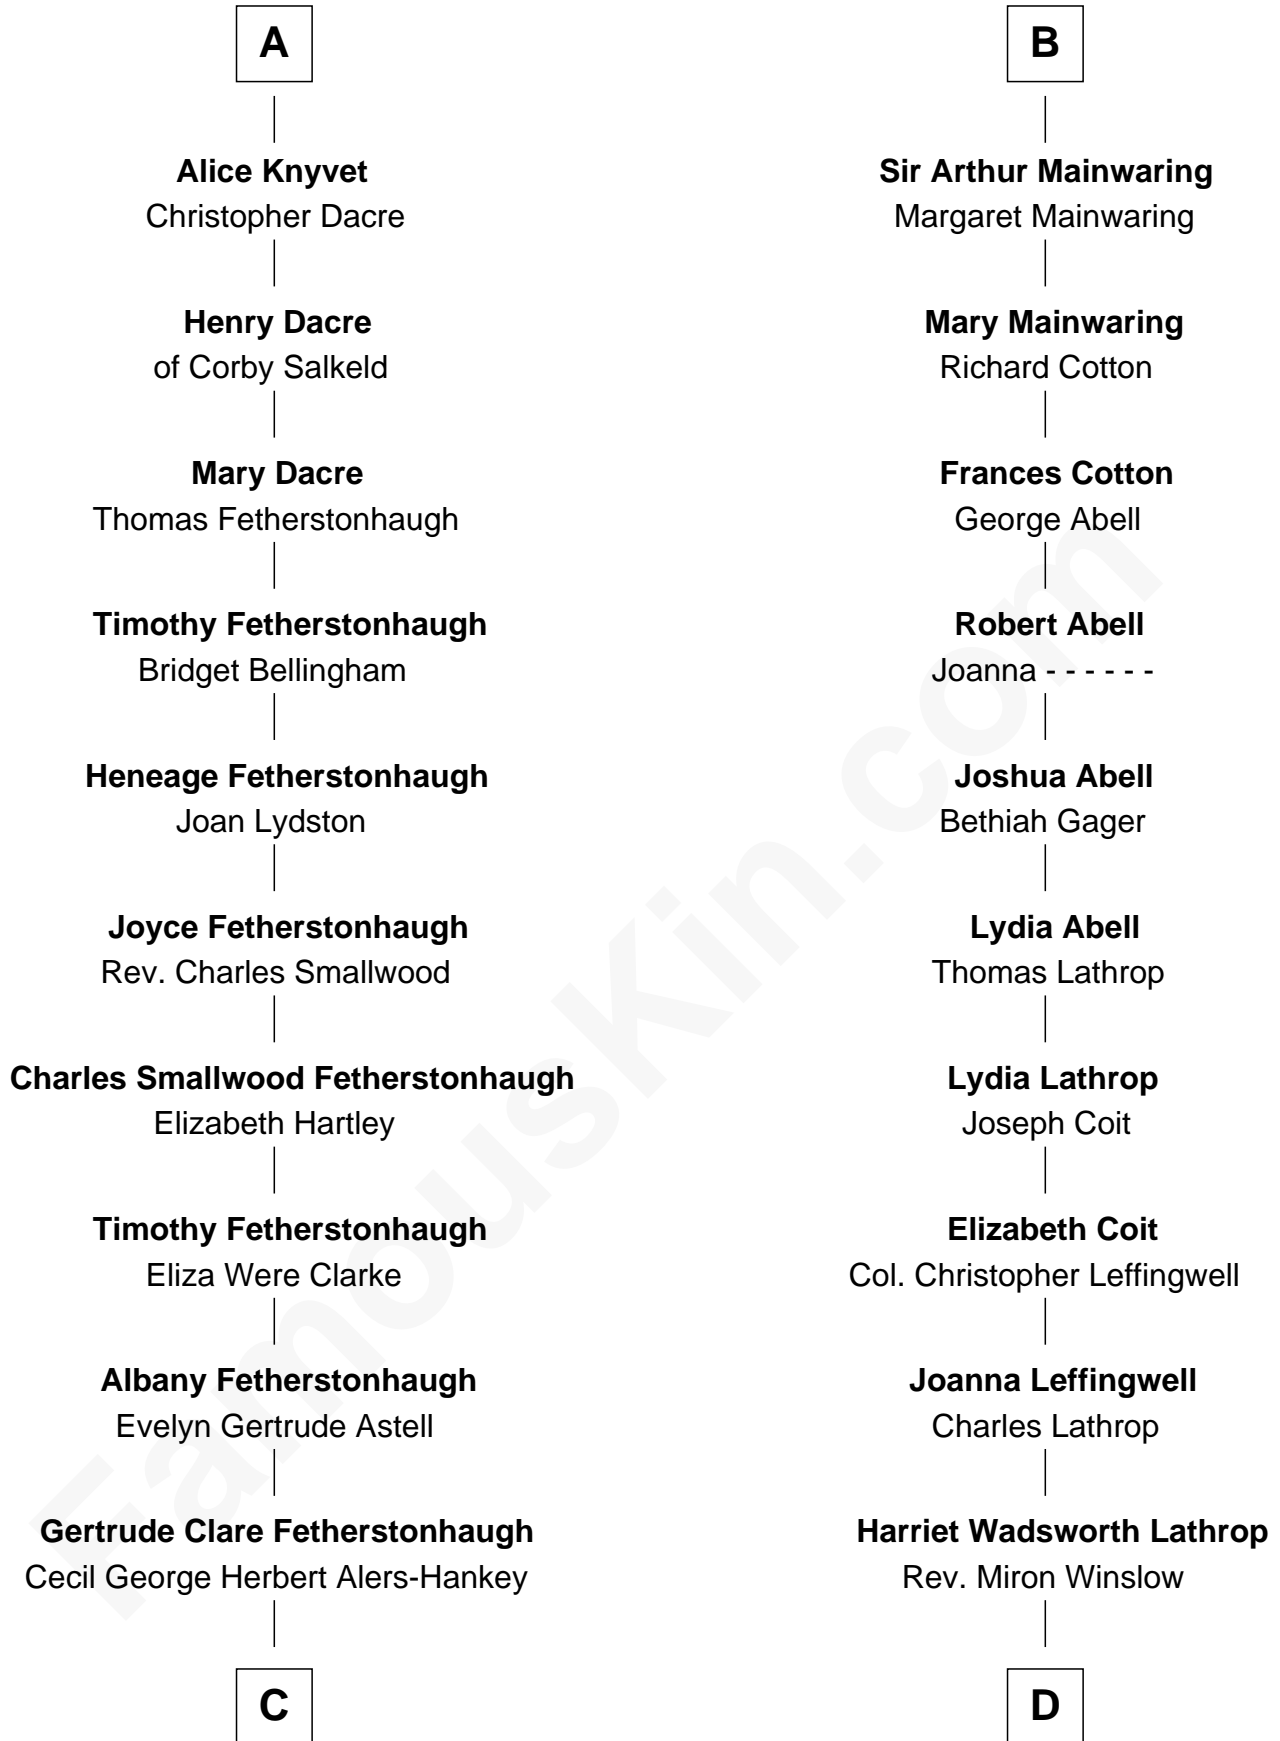 A
Alice Knyvet
Christopher Dacre
Henry Dacre
of Corby Salkeld
Mary Dacre
Thomas Fetherstonhaugh
Timothy Fetherstonhaugh
Bridget Bellingham
Heneage Fetherstonhaugh
Joan Lydston
Joyce Fetherstonhaugh
Rev. Charles Smallwood
Charles Smallwood Fetherstonhaugh
Elizabeth Hartley
Timothy Fetherstonhaugh
Eliza Were Clarke
Albany Fetherstonhaugh
Evelyn Gertrude Astell
Gertrude Clare Fetherstonhaugh
Cecil George Herbert Alers-Hankey
C
B
Sir Arthur Mainwaring
Margaret Mainwaring
Mary Mainwaring
Richard Cotton
Frances Cotton
George Abell
Robert Abell
Joanna - - - - - -
Joshua Abell
Bethiah Gager
Lydia Abell
Thomas Lathrop
Lydia Lathrop
Joseph Coit
Elizabeth Coit
Col. Christopher Leffingwell
Joanna Leffingwell
Charles Lathrop
Harriet Wadsworth Lathrop
Rev. Miron Winslow
D
FamousKin.com